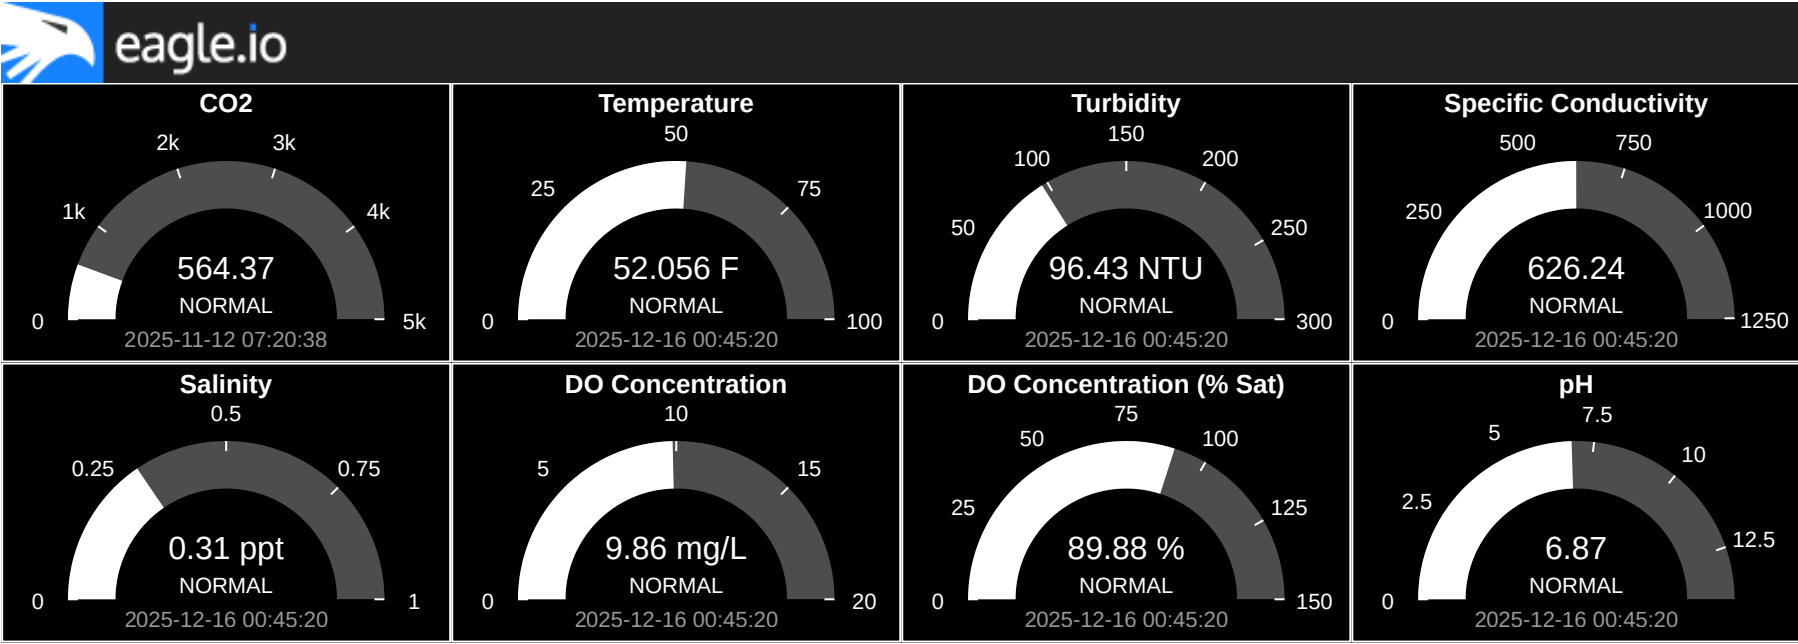 eagle.io
CO2
0
1k
2k
3k
4k
5k
564.37
NORMAL
2025-11-12 07:20:38
Temperature
0
25
50
75
100
52.056 F
NORMAL
2025-12-16 00:45:20
Turbidity
0
50
100
150
200
250
300
96.43 NTU
NORMAL
2025-12-16 00:45:20
Specific Conductivity
0
250
500
750
1000
1250
626.24
NORMAL
2025-12-16 00:45:20
Salinity
0
0.25
0.5
0.75
1
0.31 ppt
NORMAL
2025-12-16 00:45:20
DO Concentration
0
5
10
15
20
9.86 mg/L
NORMAL
2025-12-16 00:45:20
DO Concentration (% Sat)
0
25
50
75
100
125
150
89.88 %
NORMAL
2025-12-16 00:45:20
pH
0
2.5
5
7.5
10
12.5
6.87
NORMAL
2025-12-16 00:45:20